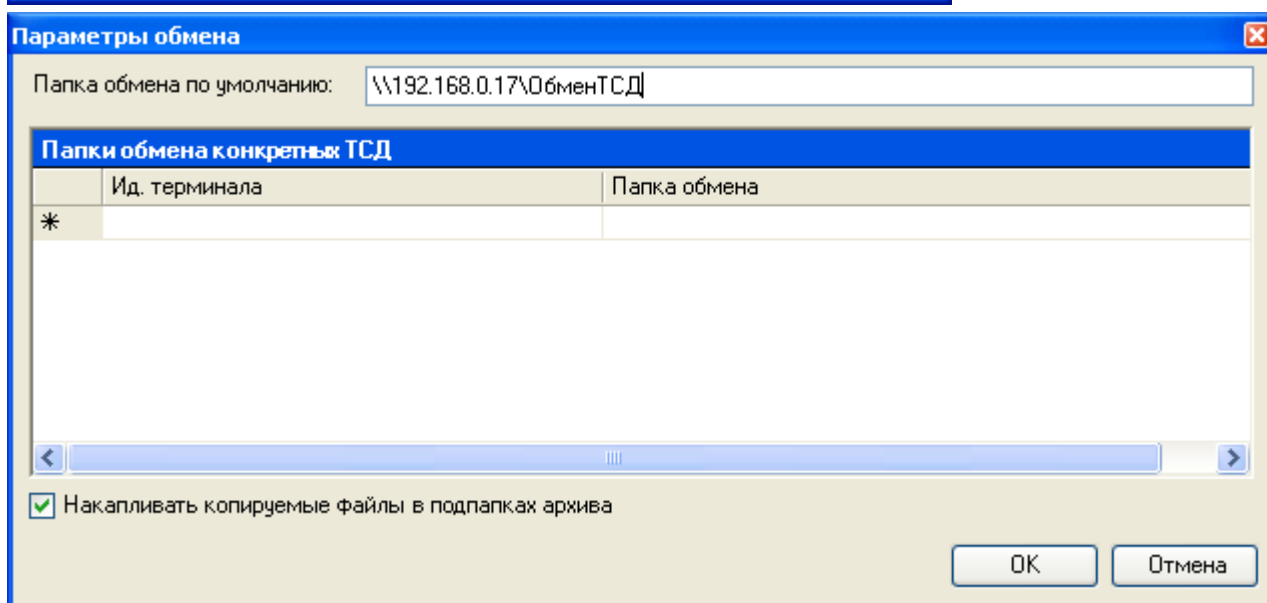 Параметры обмена
Папка обмена по умолчанию: \\192.168.0.17\ОбменТСД
Папки обмена конкретных ТСД
Ид. терминала Папка обмена
*
Накапливать копируемые файлы в подпапках архива
ОК Отмена